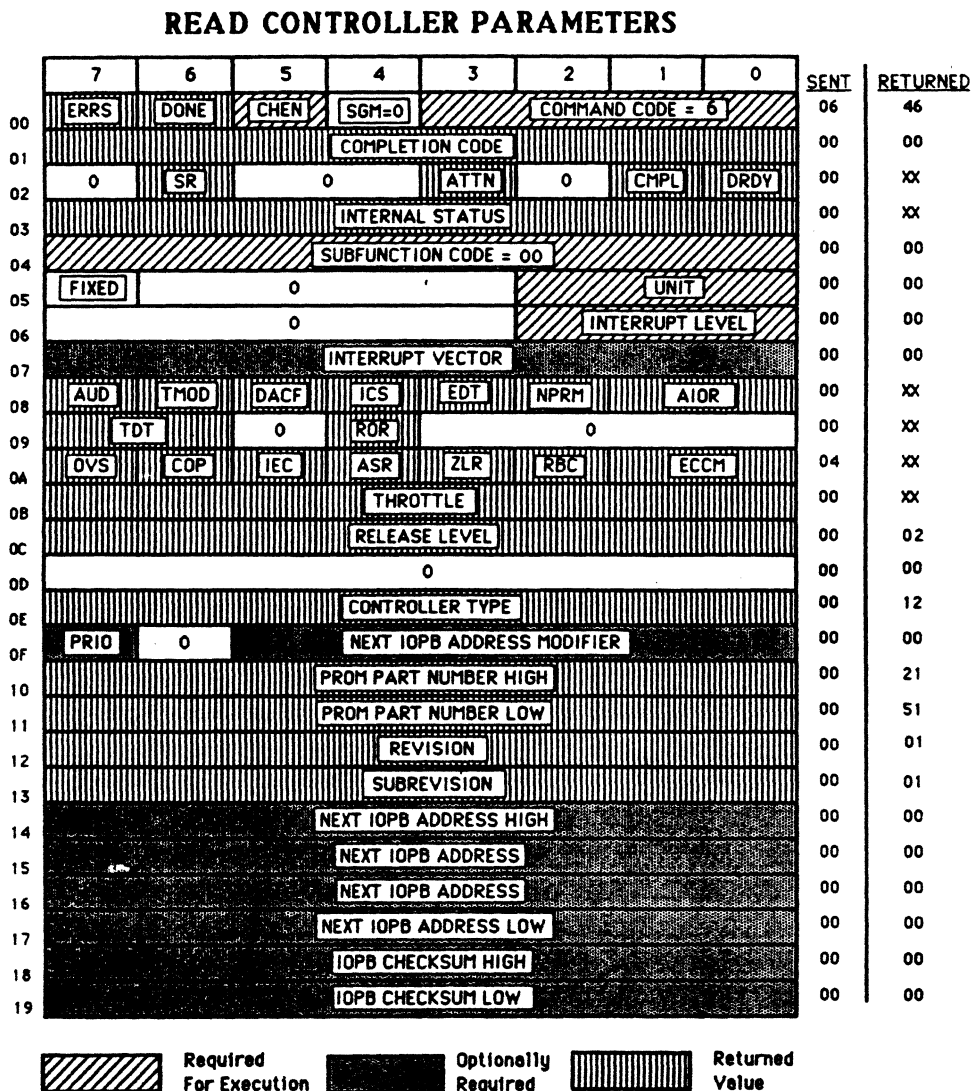 READ CONTROLLER PARAMETERS
7 6 5 4 3 2 1 0 SENT RETURNED
00 ERRS DONE CHEN SGM=0 COMMAND CODE = 6 06 46
01 COMPLETION CODE 00 00
02 0 SR 0 ATTN 0 CMPL DRDY 00 XX
03 INTERNAL STATUS 00 XX
04 SUBFUNCTION CODE = 00 00 00
05 FIXED 0 UNIT 00 00
06 0 INTERRUPT LEVEL 00 00
07 INTERRUPT VECTOR 00 00
08 AUD TMOD DACF ICS EDT NPRM AIOR 00 XX
09 TDT 0 ROR 0 00 XX
0A OVS COP IEC ASR ZLR RBC ECCM 04 XX
0B THROTTLE 00 XX
0C RELEASE LEVEL 00 02
0D 0 00 00
0E CONTROLLER TYPE 00 12
0F PRIO 0 NEXT IOPB ADDRESS MODIFIER 00 00
10 PROM PART NUMBER HIGH 00 21
11 PROM PART NUMBER LOW 00 51
12 REVISION 00 01
13 SUBREVISION 00 01
14 NEXT IOPB ADDRESS HIGH 00 00
15 NEXT IOPB ADDRESS 00 00
16 NEXT IOPB ADDRESS 00 00
17 NEXT IOPB ADDRESS LOW 00 00
18 IOPB CHECKSUM HIGH 00 00
19 IOPB CHECKSUM LOW 00 00
Required Optionally Returned
For Execution Required Value